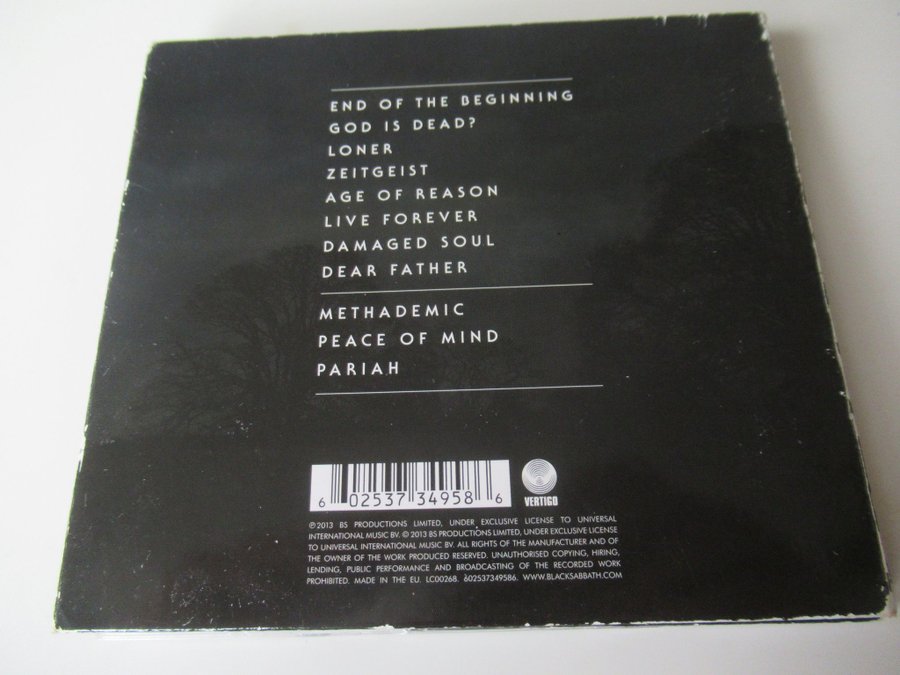 END OF THE BEGINNING
GOD IS DEAD?
LONER
ZEITGEIST
AGE OF REASON
LIVE FOREVER
DAMAGED SOUL
DEAR FATHER
METHADEMIC
PEACE OF MIND
PARIAH
6 02537 34958 6
VERTIGO
℗2013 BS PRODUCTIONS LIMITED, UNDER EXCLUSIVE LICENSE TO UNIVERSAL
INTERNATIONAL MUSIC BV. © 2013 BS PRODUCTIONS LIMITED, UNDER EXCLUSIVE LICENSE
TO UNIVERSAL INTERNATIONAL MUSIC BV. ALL RIGHTS OF THE MANUFACTURER AND OF
THE OWNER OF THE WORK PRODUCED RESERVED. UNAUTHORISED COPYING, HIRING,
LENDING, PUBLIC PERFORMANCE AND BROADCASTING OF THE RECORDED WORK
PROHIBITED. MADE IN THE EU. LC00268. 602537349586. WWW.BLACKSABBATH.COM